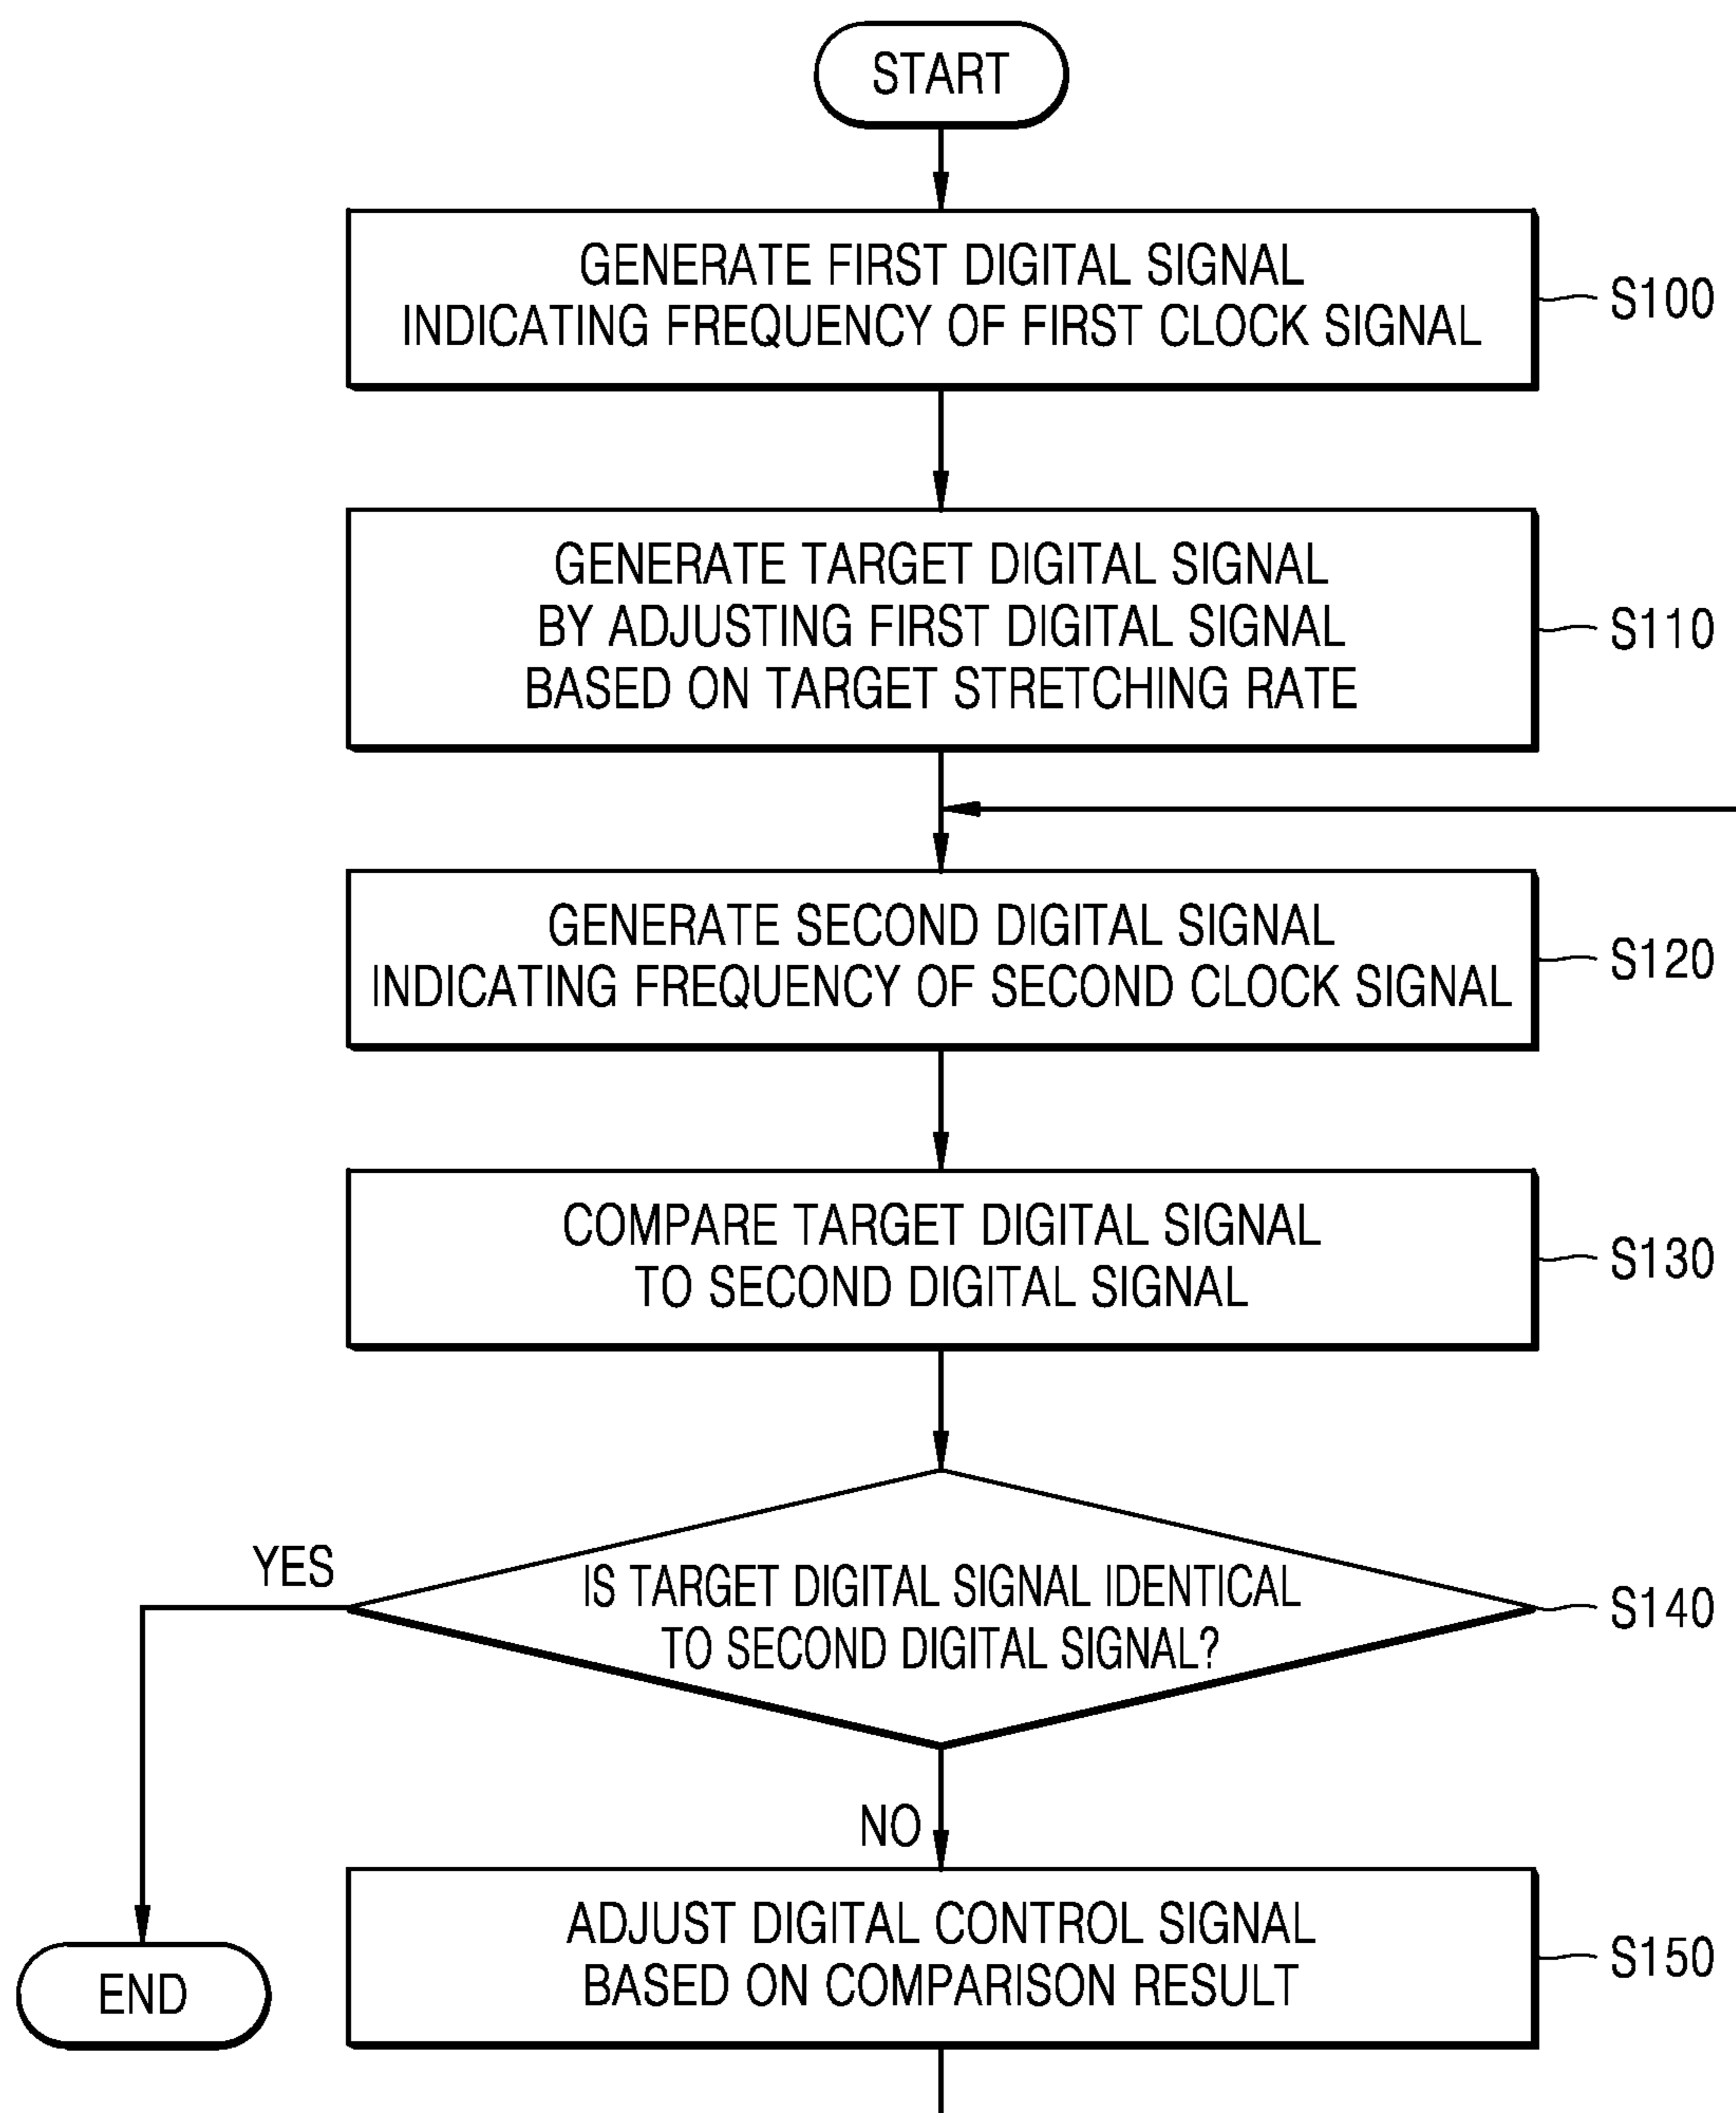 START
GENERATE FIRST DIGITAL SIGNAL
INDICATING FREQUENCY OF FIRST CLOCK SIGNAL
S100
GENERATE TARGET DIGITAL SIGNAL
BY ADJUSTING FIRST DIGITAL SIGNAL
BASED ON TARGET STRETCHING RATE
S110
GENERATE SECOND DIGITAL SIGNAL
INDICATING FREQUENCY OF SECOND CLOCK SIGNAL
S120
COMPARE TARGET DIGITAL SIGNAL
TO SECOND DIGITAL SIGNAL
S130
YES
IS TARGET DIGITAL SIGNAL IDENTICAL
TO SECOND DIGITAL SIGNAL?
S140
NO
ADJUST DIGITAL CONTROL SIGNAL
BASED ON COMPARISON RESULT
S150
END